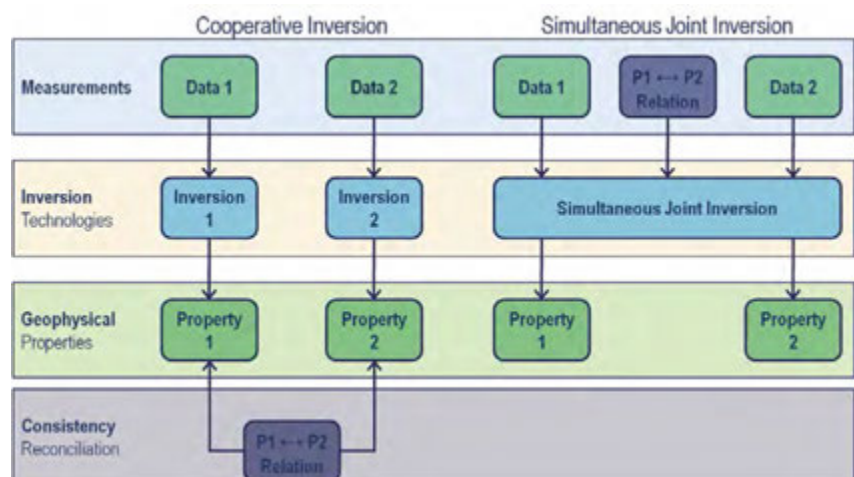 Cooperative Inversion Simultaneous Joint Inversion
Measurements
Data 1
Data 2
Data 1
P1 ←→ P2
Relation
Data 2
Inversion
Technologies
Inversion
1
Inversion
2
Simultaneous Joint Inversion
Geophysical
Properties
Property
1
Property
2
Property
1
Property
2
Consistency
Reconciliation
P1 ←→ P2
Relation